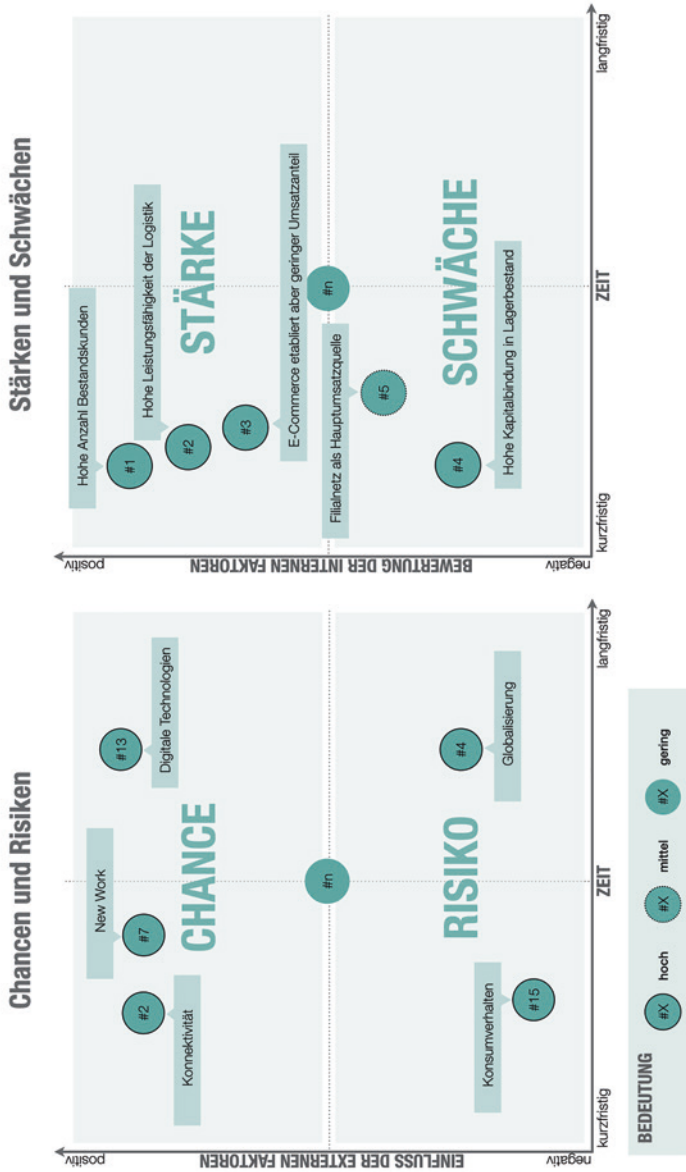 Chancen und Risiken
EINFLUSS DER EXTERNEN FAKTOREN
positiv
negativ
New Work
#7
#2
Konnektivität
#13
Digitale Technologien
CHANCE
#n
RISIKO
#4
Globalisierung
Konsumverhalten
#15
kurzfristig
ZEIT
langfristig
Stärken und Schwächen
BEWERTUNG DER INTERNEN FAKTOREN
positiv
negativ
Hohe Anzahl Bestandskunden
#1
Hohe Leistungsfähigkeit der Logistik
#2
STÄRKE
#3
E-Commerce etabliert aber geringer Umsatzanteil
#n
Filialnetz als Hauptumsatzquelle
#5
SCHWÄCHE
#4
Hohe Kapitalbindung in Lagerbestand
kurzfristig
ZEIT
langfristig
BEDEUTUNG
#X hoch
#X mittel
#X gering